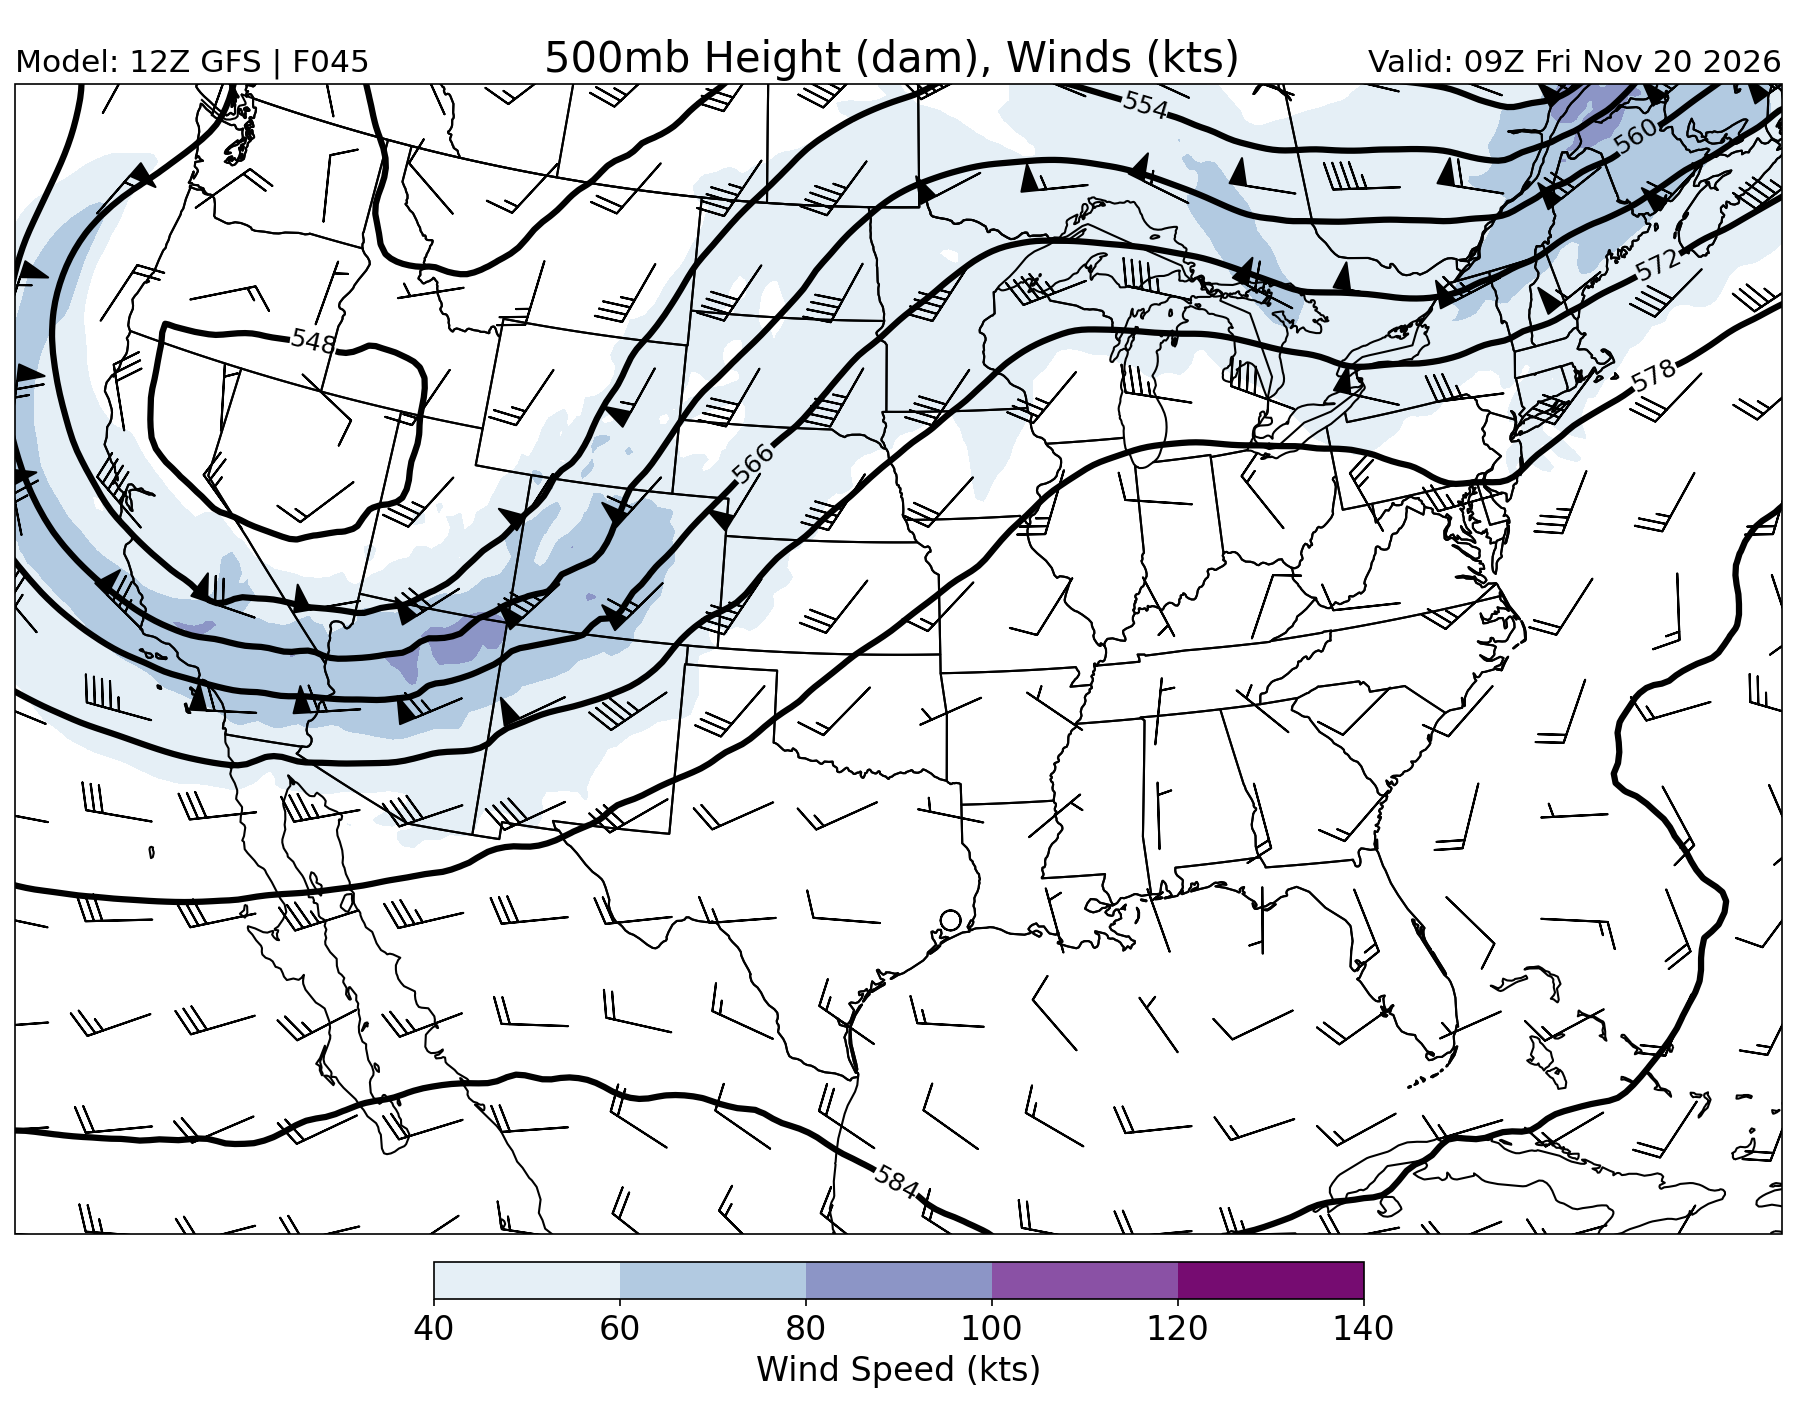 Model: 12Z GFS | F045
500mb Height (dam), Winds (kts)
Valid: 09Z Fri Nov 20 2026
554
560
572
548
578
566
584
40 60 80 100 120 140
Wind Speed (kts)